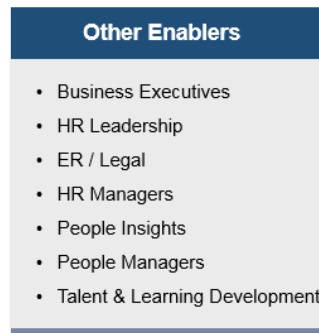 Other Enablers
• Business Executives
• HR Leadership
• ER / Legal
• HR Managers
• People Insights
• People Managers
• Talent & Learning Development